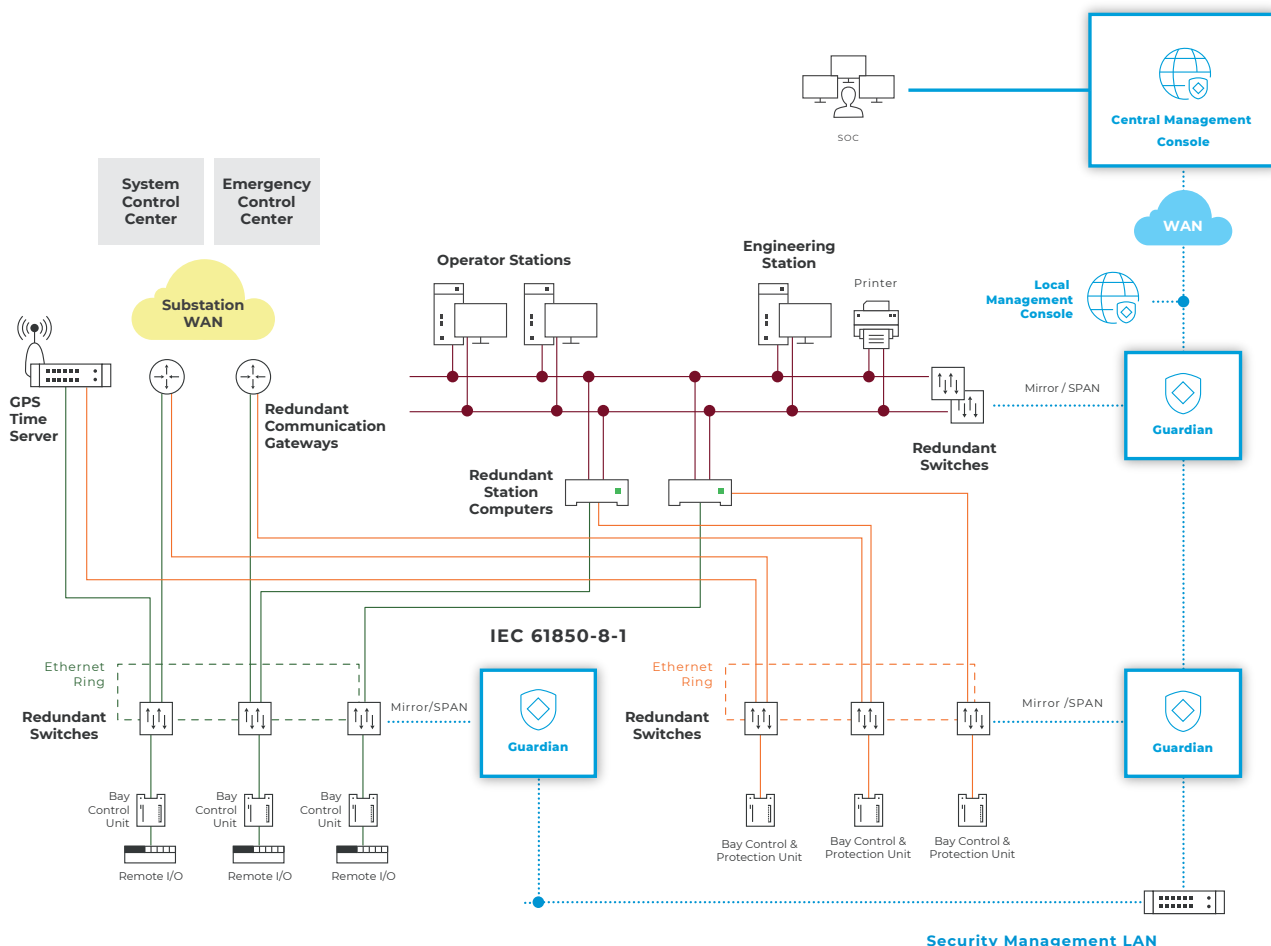 SOC
Central Management
Console
System
Control
Center
Emergency
Control
Center
WAN
Substation
WAN
Operator Stations
Engineering
Station
Printer
Local
Management
Console
GPS
Time
Server
Redundant
Communication
Gateways
Mirror / SPAN
Guardian
Redundant
Switches
Redundant
Station
Computers
IEC 61850-8-1
Ethernet
Ring
Redundant
Switches
Mirror/SPAN
Guardian
Ethernet
Ring
Redundant
Switches
Mirror /SPAN
Guardian
Bay
Control
Unit
Bay
Control
Unit
Bay
Control
Unit
Remote I/O
Remote I/O
Remote I/O
Bay Control &
Protection Unit
Bay Control &
Protection Unit
Bay Control &
Protection Unit
Security Management LAN